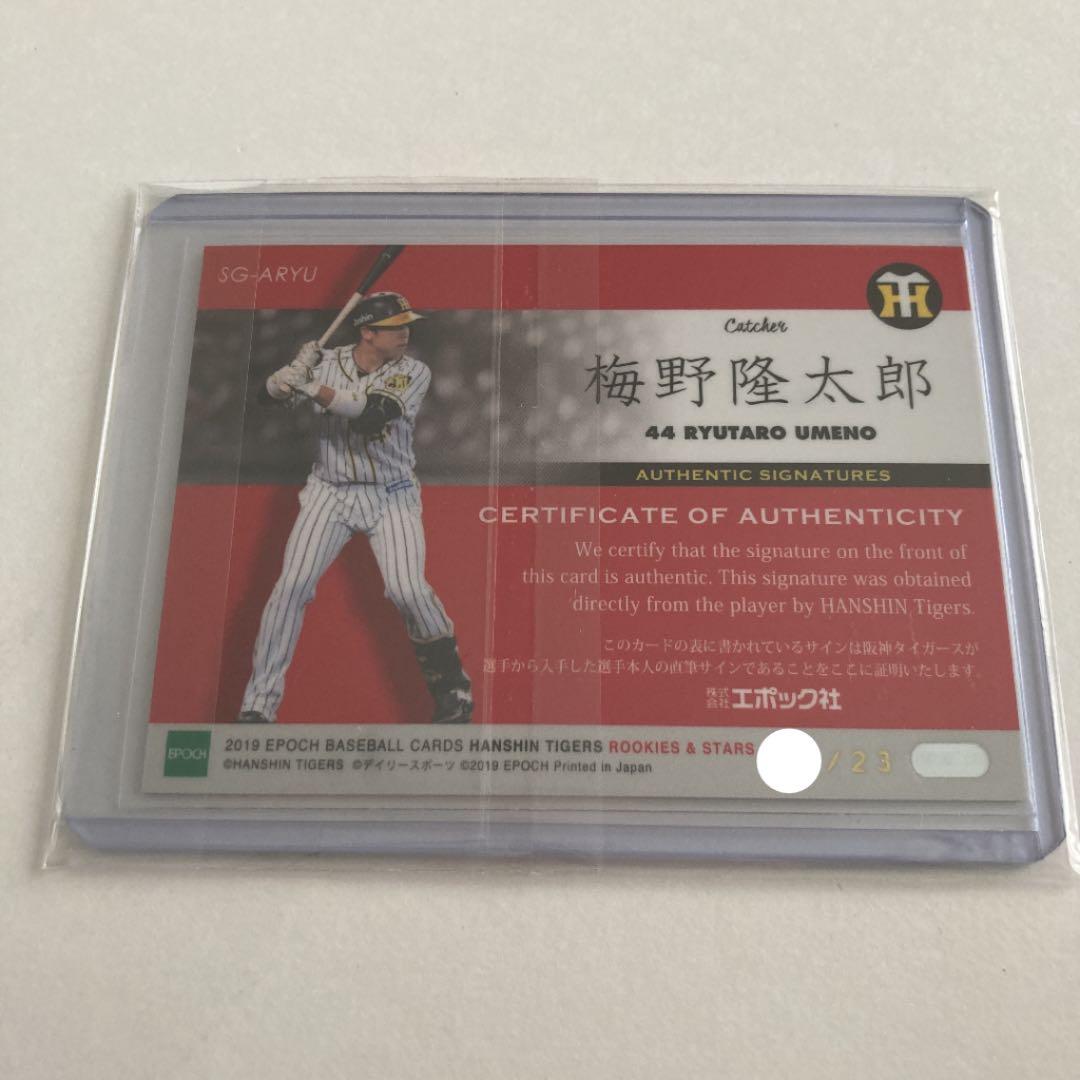 SG-ARYU
Joshin
TH
Catcher
梅野隆太郎
44 RYUTARO UMENO
AUTHENTIC SIGNATURES
CERTIFICATE OF AUTHENTICITY
We certify that the signature on the front of
this card is authentic. This signature was obtained
directly from the player by HANSHIN Tigers.
このカードの表に書かれているサインは阪神タイガースが
選手から入手した選手本人の直筆サインであることをここに証明いたします。
株式会社エポック社
EPOCH
2019 EPOCH BASEBALL CARDS HANSHIN TIGERS ROOKIES & STARS
©HANSHIN TIGERS ©デイリースポーツ ©2019 EPOCH Printed in Japan
/23